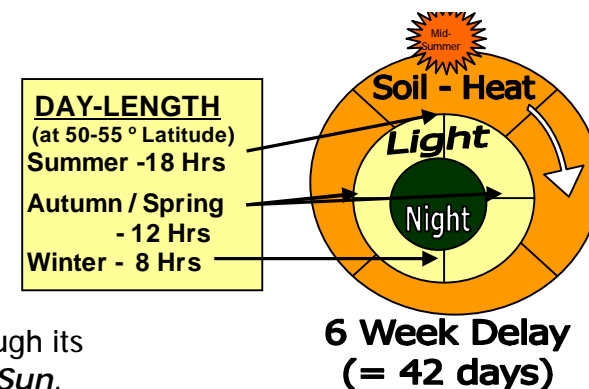 Mid-
Summer
Soil - Heat
DAY-LENGTH
(at 50-55 º Latitude)
Summer -18 Hrs
Autumn / Spring
- 12 Hrs
Winter - 8 Hrs
Light
Night
6 Week Delay
(= 42 days)
ugh its
Sun.